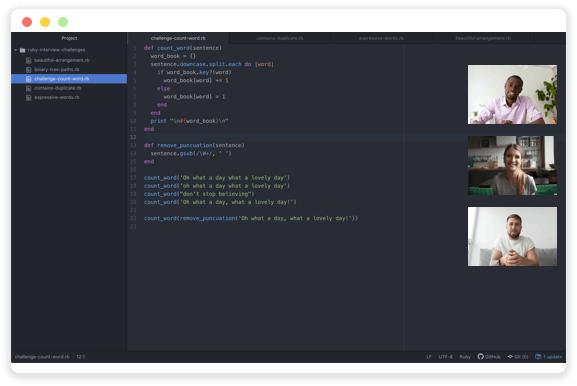 Project
ruby-interview-challenges
beautiful-arrangement.rb
binary-tree-paths.rb
challenge-count-word.rb
contains-duplicate.rb
expressive-words.rb
challenge-count-word.rb
contains-duplicate.rb
expressive-words.rb
beautiful-arrangement.rb
1 def count_word(sentence)
2 word_book = {}
3 sentence.downcase.split.each do |word|
4 if word_book.key?(word)
5 word_book[word] += 1
6 else
7 word_book[word] = 1
8 end
9 end
10 print "\n#{word_book}\n"
11 end
12
13 def remove_puncuation(sentence)
14 sentence.gsub(/\W+/, ' ')
15 end
16
17 count_word('Oh what a day what a lovely day')
18 count_word('oh what a day what a lovely day')
19 count_word("don't stop believing")
20 count_word('Oh what a day, what a lovely day!')
21
22 count_word(remove_puncuation('Oh what a day, what a lovely day!'))
23
challenge-count-word.rb 12:1
LF UTF-8 Ruby GitHub Git (0) 1 update